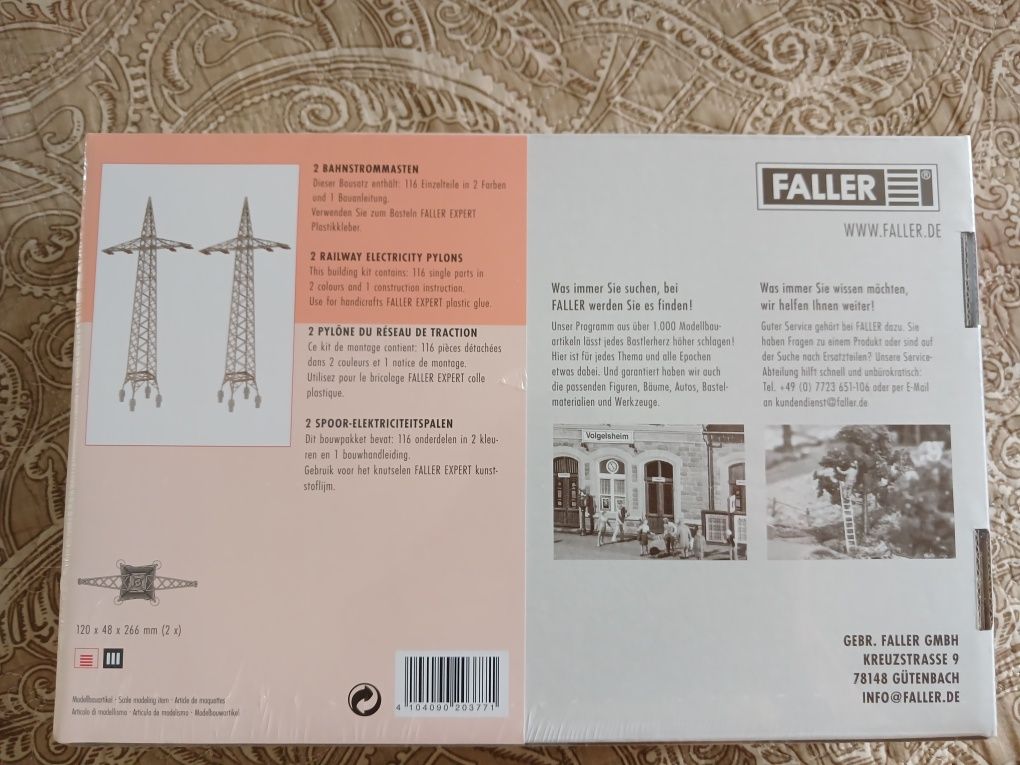 2 BAHNSTROMMASTEN
Dieser Bausatz enthält: 116 Einzelteile in 2 Farben
und 1 Bauanleitung.
Verwenden Sie zum Basteln FALLER EXPERT
Plastikkleber.
2 RAILWAY ELECTRICITY PYLONS
This building kit contains: 116 single parts in
2 colours and 1 construction instruction.
Use for handicrafts FALLER EXPERT plastic glue.
2 PYLÔNE DU RÉSEAU DE TRACTION
Ce kit de montage contient: 116 pièces détachées
dans 2 couleurs et 1 notice de montage.
Utilisez pour le bricolage FALLER EXPERT colle
plastique.
2 SPOOR-ELEKTRICITEITSPALEN
Dit bouwpakket bevat: 116 onderdelen in 2 kleu-
ren en 1 bouwhandleiding.
Gebruik voor het knutselen FALLER EXPERT kunst-
stoflijm.
120 x 48 x 266 mm (2 x)
Modellbauartikel · Scale modeling item · Article de maquettes
Articolo di modellismo · Artículo de modelismo · Modelbouwartikel
4 104090 203771
FALLER ®
WWW.FALLER.DE
Was immer Sie suchen, bei
FALLER werden Sie es finden!
Unser Programm aus über 1.000 Modellbau-
artikeln lässt jedes Bastlerherz höher schlagen!
Hier ist für jedes Thema und alle Epochen
etwas dabei. Und garantiert haben wir auch
die passenden Figuren, Bäume, Autos, Bastel-
materialien und Werkzeuge.
Was immer Sie wissen möchten,
wir helfen Ihnen weiter!
Guter Service gehört bei FALLER dazu. Sie
haben Fragen zu einem Produkt oder sind auf
der Suche nach Ersatzteilen? Unsere Service-
Abteilung hilft schnell und unbürokratisch:
Tel. +49 (0) 7723 651-106 oder per E-Mail
an kundendienst@faller.de
Volgelsheim
GEBR. FALLER GMBH
KREUZSTRASSE 9
78148 GÜTENBACH
INFO@FALLER.DE